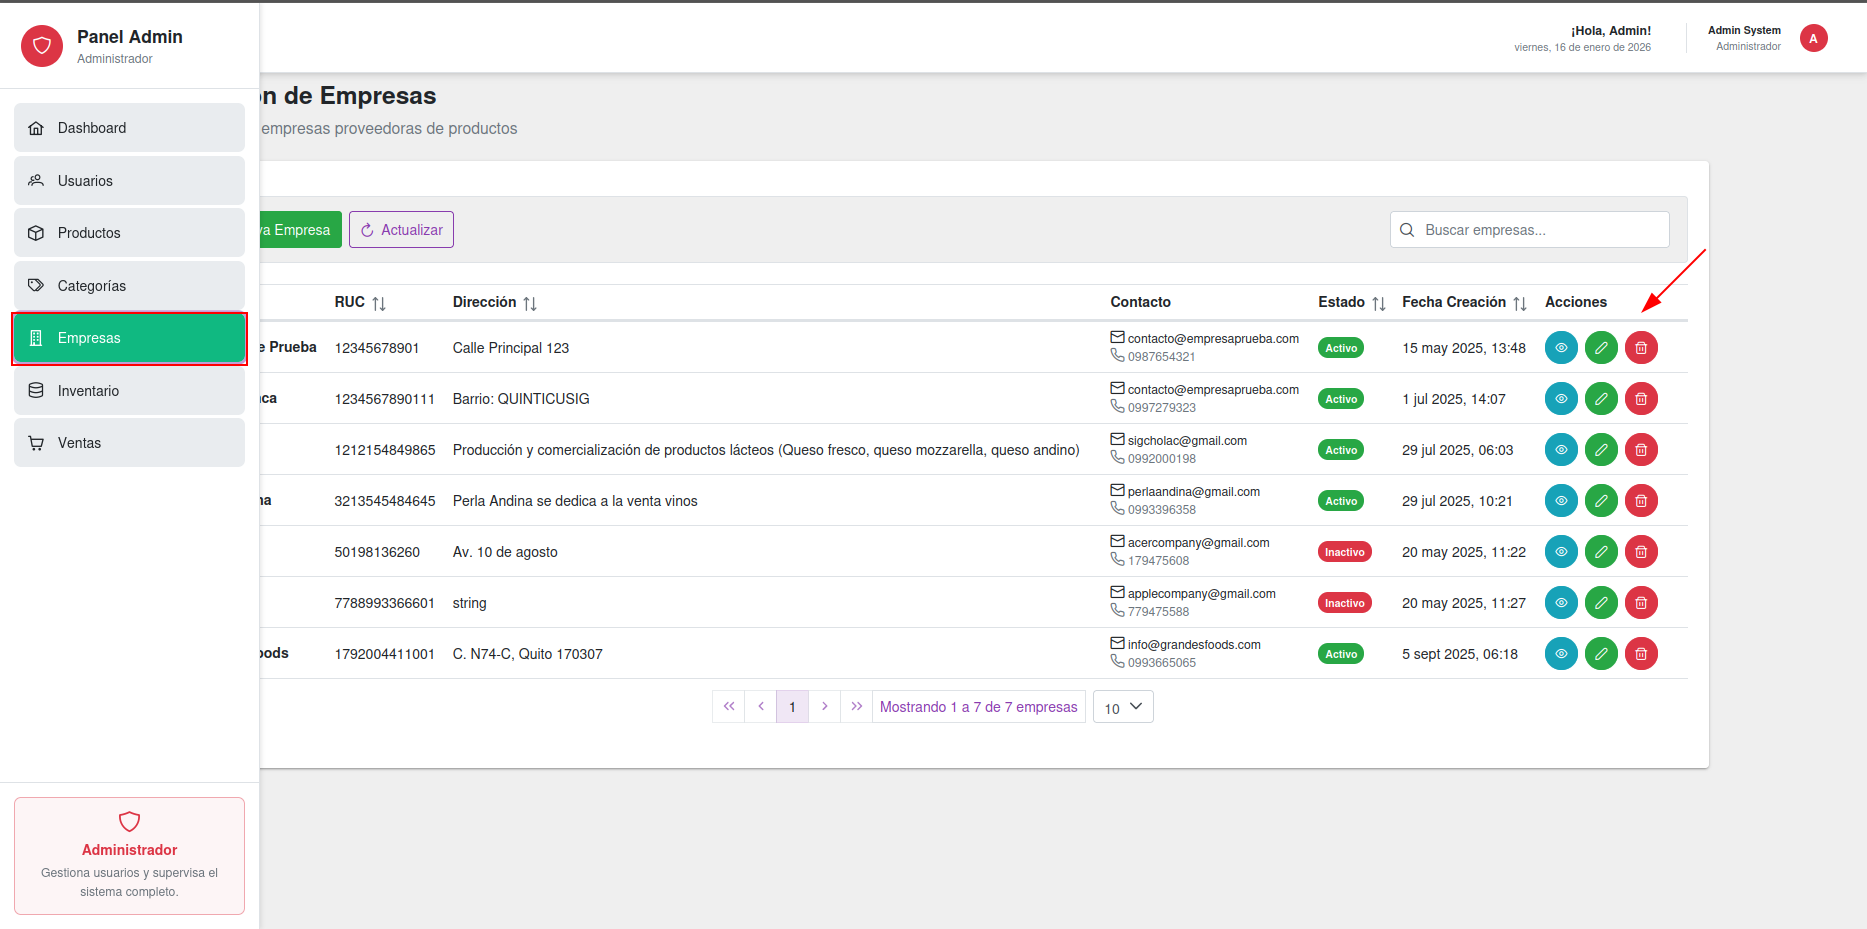 Panel Admin
Administrador
¡Hola, Admin!
viernes, 16 de enero de 2026
Admin System
Administrador
A
Dashboard
Usuarios
Productos
Categorías
Empresas
Inventario
Ventas
Administrador
Gestiona usuarios y supervisa el
sistema completo.
de Empresas
empresas proveedoras de productos
Empresa
Actualizar
Buscar empresas...
RUC Dirección Contacto Estado Fecha Creación Acciones
Prueba 12345678901 Calle Principal 123 contacto@empresaprueba.com Activo 15 may 2025, 13:48
0987654321
1234567890111 Barrio: QUINTICUSIG contacto@empresaprueba.com Activo 1 jul 2025, 14:07
0997279323
1212154849865 Producción y comercialización de productos lácteos (Queso fresco, queso mozzarella, queso andino) sigcholac@gmail.com Activo 29 jul 2025, 06:03
0992000198
3213545484645 Perla Andina se dedica a la venta vinos perlaandina@gmail.com Activo 29 jul 2025, 10:21
0993396358
50198136260 Av. 10 de agosto acercompany@gmail.com Inactivo 20 may 2025, 11:22
179475608
7788993366601 string applecompany@gmail.com Inactivo 20 may 2025, 11:27
779475588
1792004411001 C. N74-C, Quito 170307 info@grandesfoods.com Activo 5 sept 2025, 06:18
0993665065
1 Mostrando 1 a 7 de 7 empresas 10